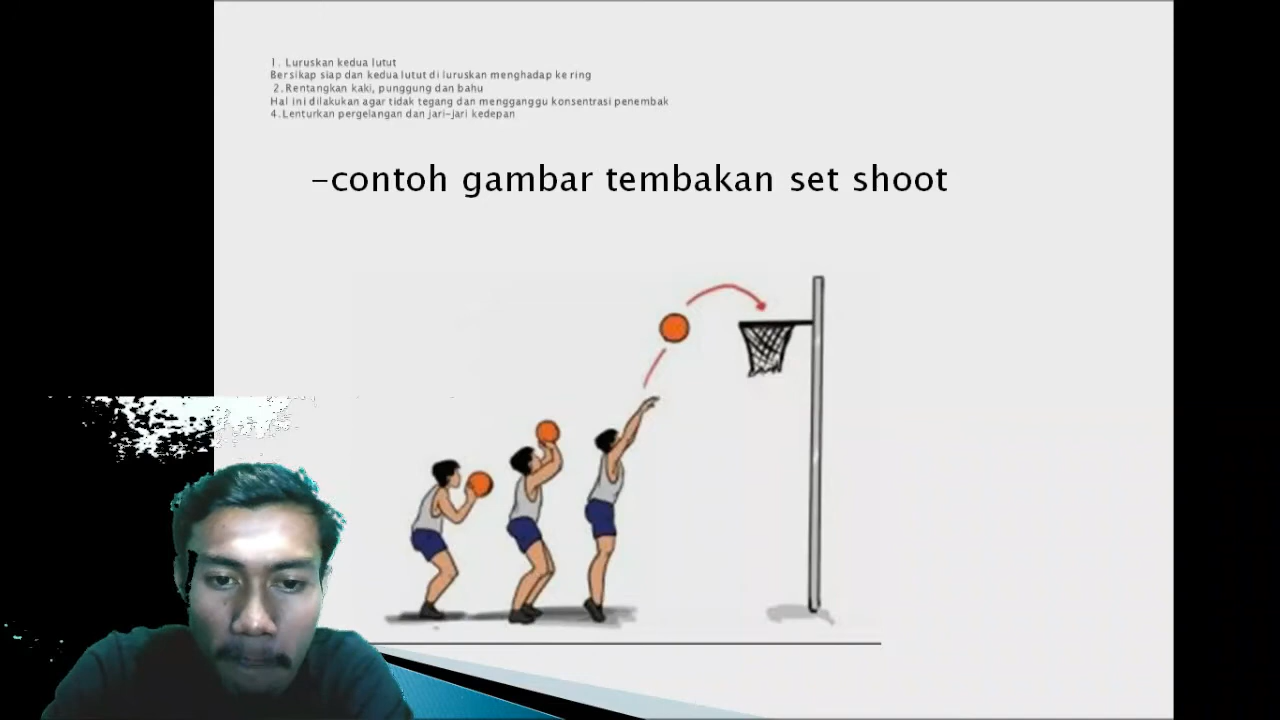 1. Luruskan kedua lutut
Bersikap siap dan kedua lutut di luruskan menghadap ke ring
2.Rentangkan kaki, punggung dan bahu
Hal ini dilakukan agar tidak tegang dan mengganggu konsentrasi penembak
4.Lenturkan pergelangan dan jari-jari kedepan
-contoh gambar tembakan set shoot